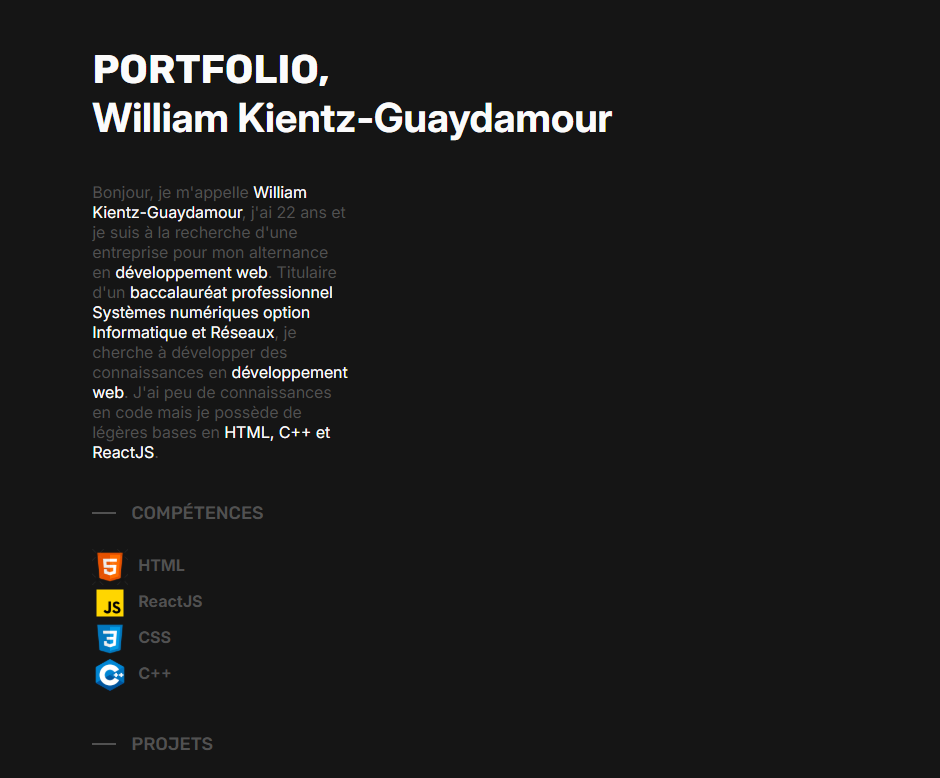 PORTFOLIO,
William Kientz-Guaydamour
Bonjour, je m'appelle William
Kientz-Guaydamour, j'ai 22 ans et
je suis à la recherche d'une
entreprise pour mon alternance
en développement web. Titulaire
d'un baccalauréat professionnel
Systèmes numériques option
Informatique et Réseaux, je
cherche à développer des
connaissances en développement
web. J'ai peu de connaissances
en code mais je possède de
légères bases en HTML, C++ et
ReactJS.
COMPÉTENCES
5 HTML
JS ReactJS
3 CSS
C++ C++
PROJETS